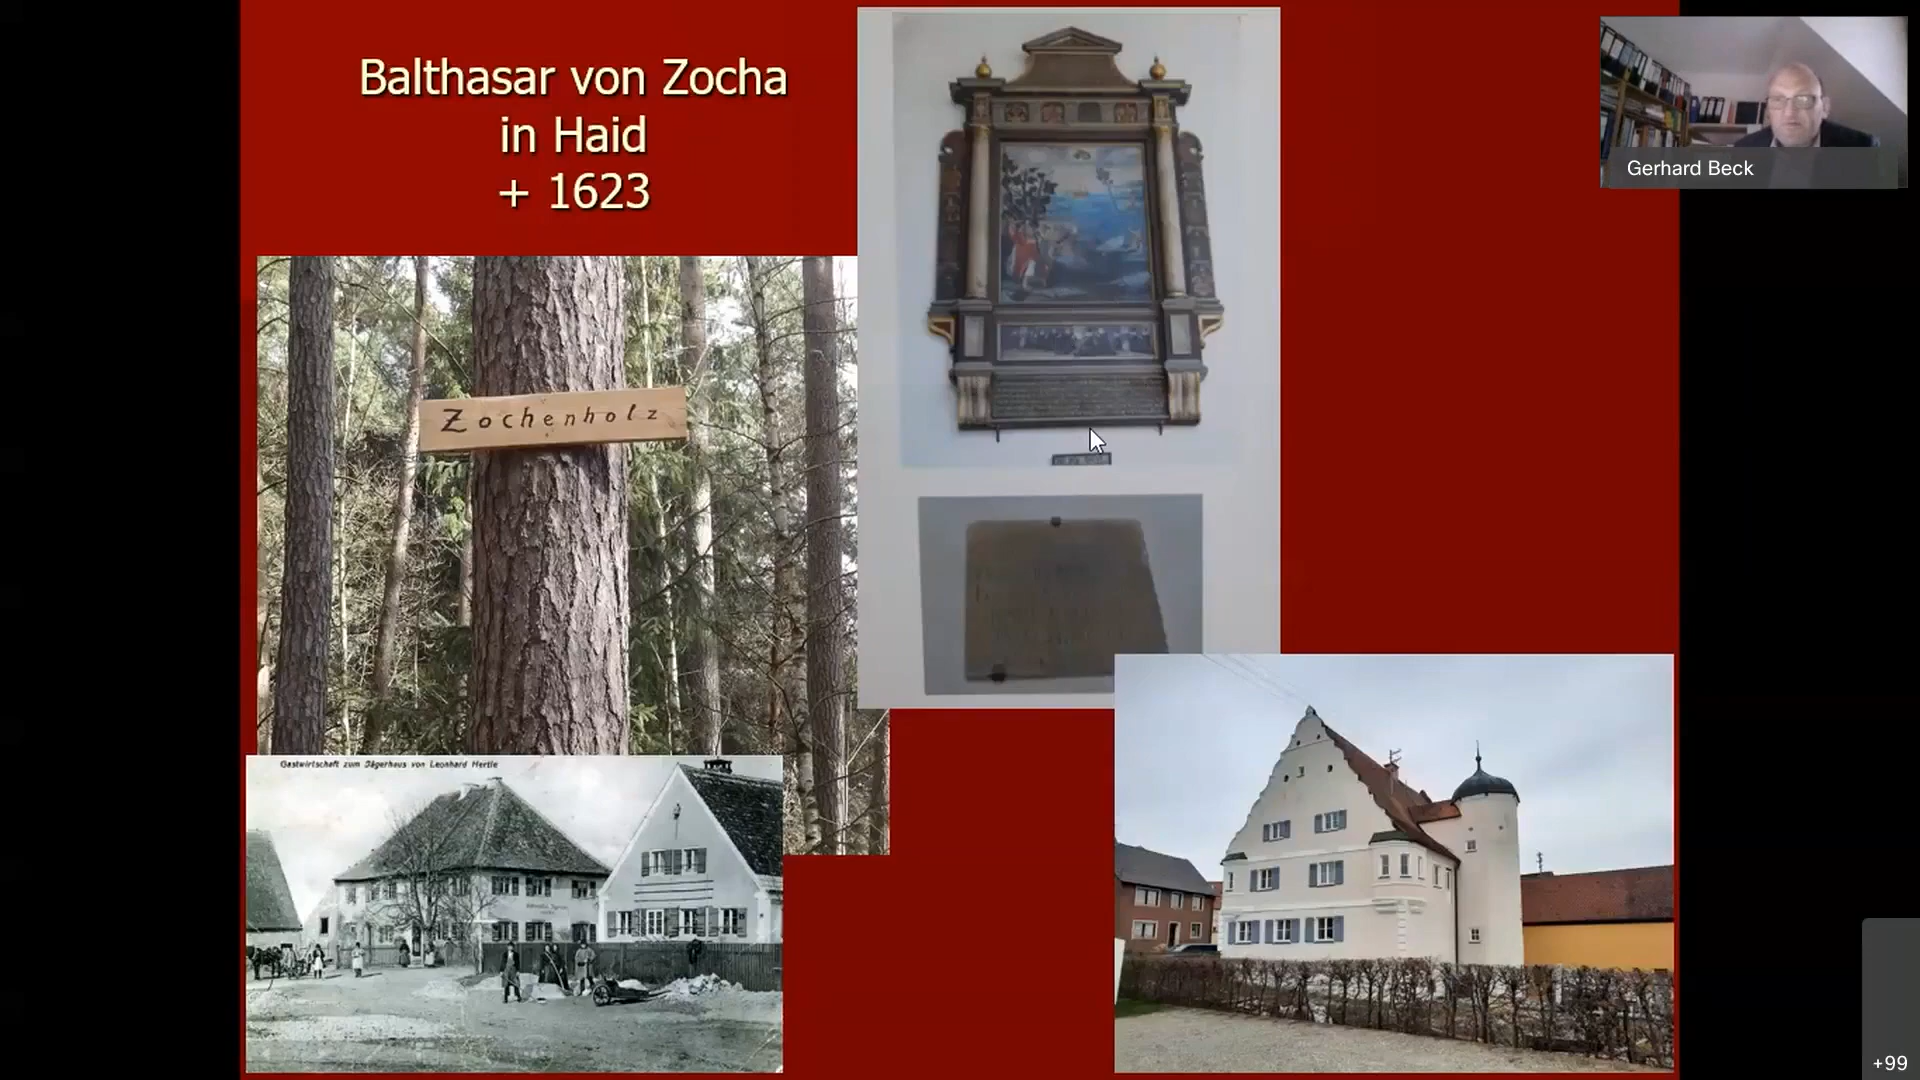 Balthasar von Zocha
in Haid
+ 1623
Gerhard Beck
Zochenholz
Gastwirtschaft zum Jägerhaus von Leonhard Hertle
+99